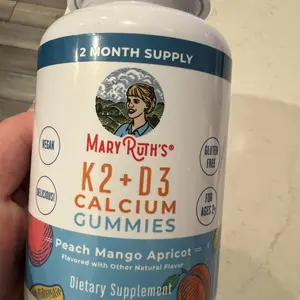 2 MONTH SUPPLY
MARY RUTH'S®
VEGAN
GLUTEN FREE
K2 + D3
CALCIUM
GUMMIES
DELICIOUS!
FOR AGES 2+
Peach Mango Apricot
Flavored with Other Natural Flavor
Dietary Supplement